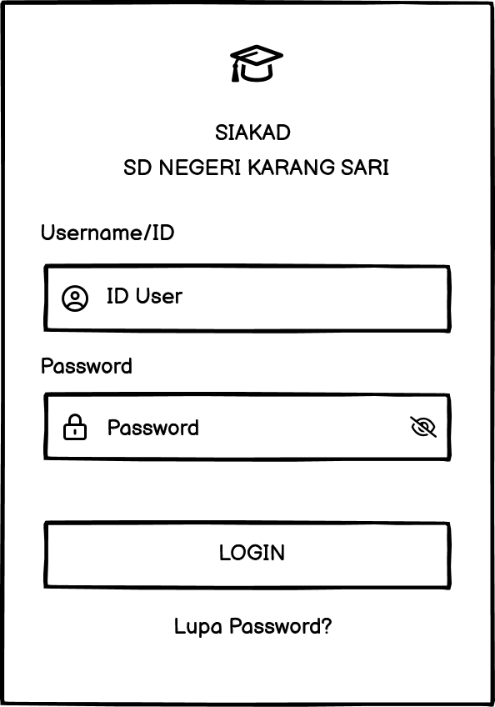 SIAKAD
SD NEGERI KARANG SARI
Username/ID
ID User
Password
Password
LOGIN
Lupa Password?